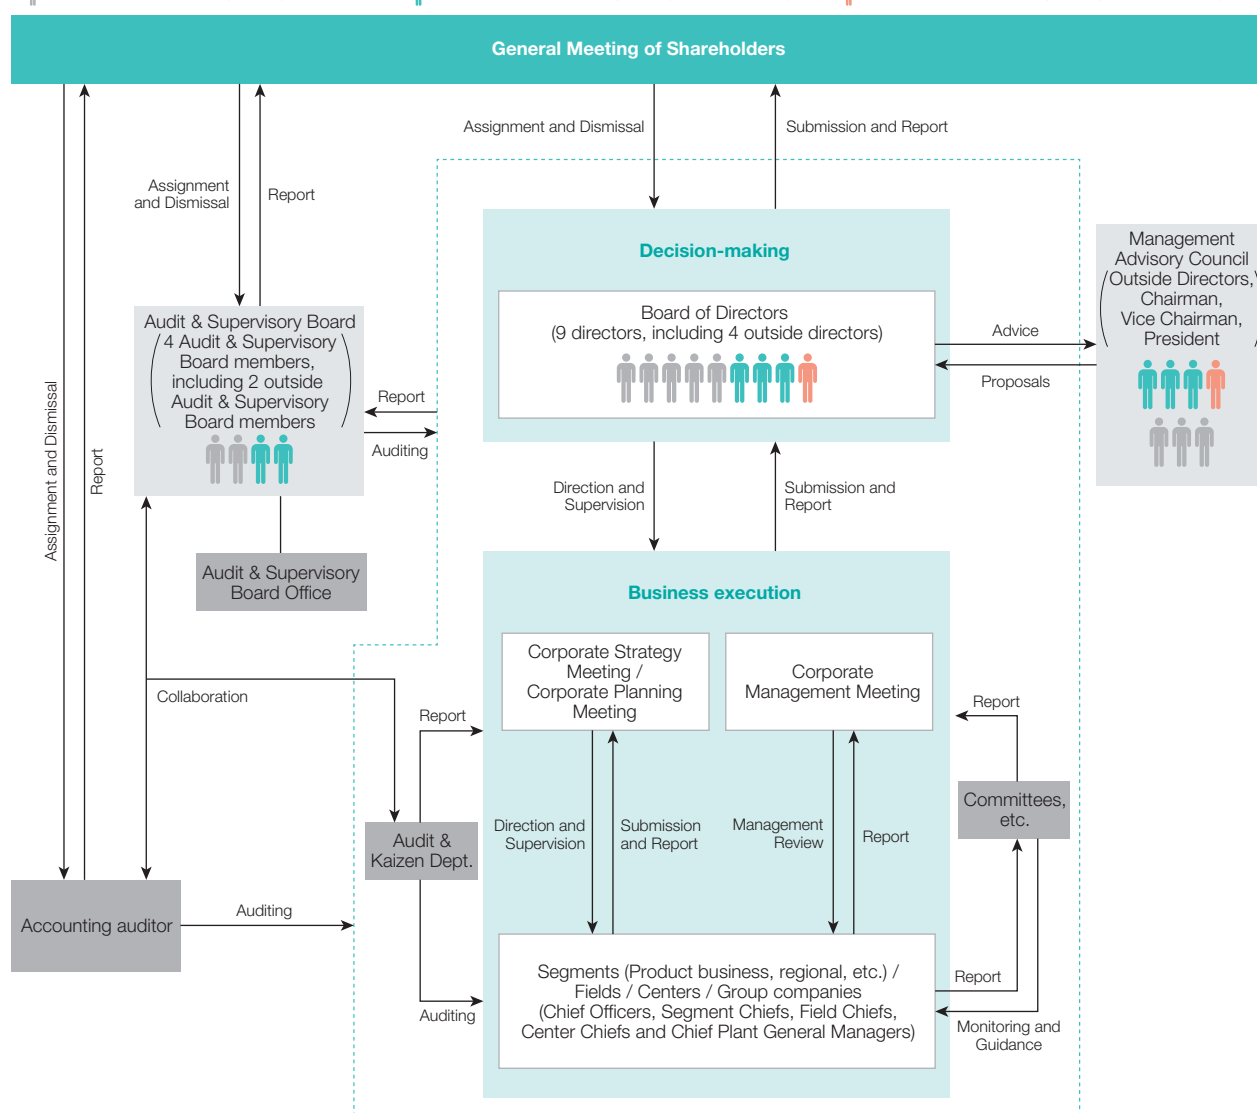 General Meeting of Shareholders
Assignment and Dismissal
Submission and Report
Assignment
and Dismissal
Report
Decision-making
Board of Directors
(9 directors, including 4 outside directors)
Management
Advisory Council
(Outside Directors,
Chairman,
Vice Chairman,
President)
Advice
Proposals
Audit & Supervisory Board
(4 Audit & Supervisory
Board members,
including 2 outside
Audit & Supervisory
Board members)
Report
Auditing
Assignment and Dismissal
Report
Direction and
Supervision
Submission and
Report
Audit & Supervisory
Board Office
Business execution
Corporate Strategy
Meeting /
Corporate Planning
Meeting
Corporate
Management Meeting
Collaboration
Report
Report
Audit &
Kaizen Dept.
Direction and
Supervision
Submission
and Report
Management
Review
Report
Committees,
etc.
Accounting auditor
Auditing
Auditing
Segments (Product business, regional, etc.) /
Fields / Centers / Group companies
(Chief Officers, Segment Chiefs, Field Chiefs,
Center Chiefs and Chief Plant General Managers)
Report
Monitoring and
Guidance